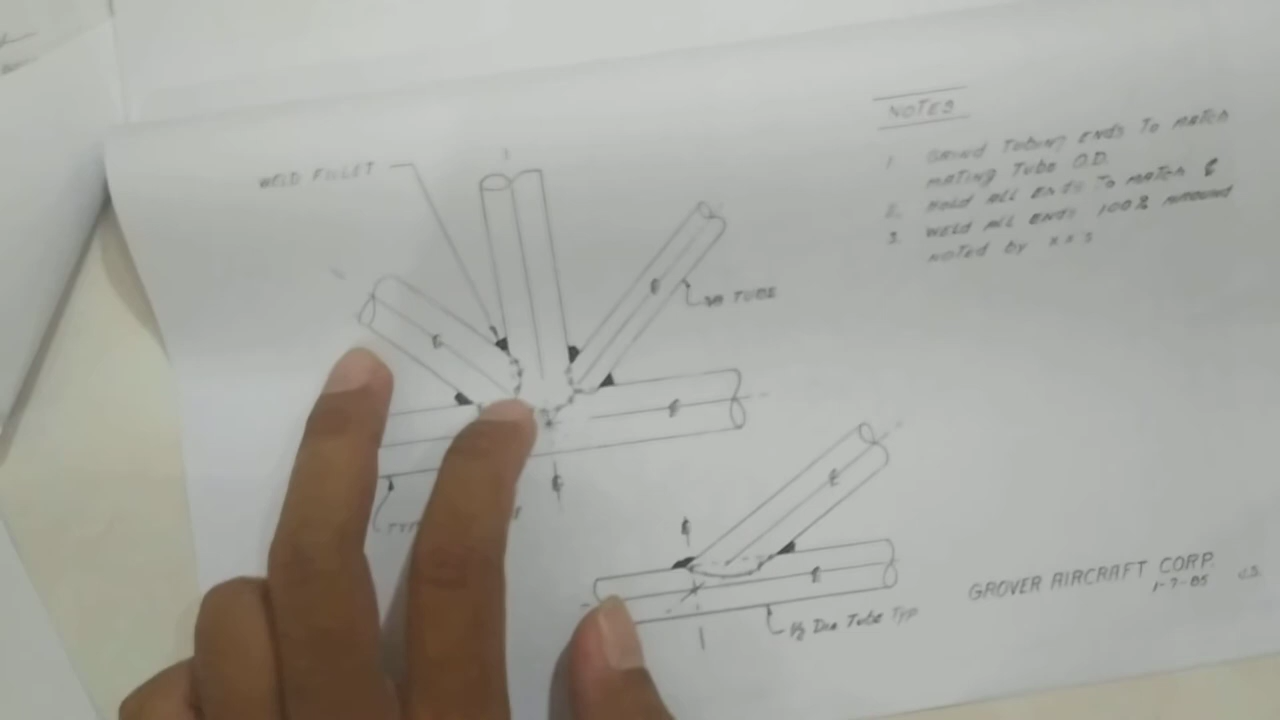 WELD FILLET
NOTES
1. GRIND TUBING ENDS TO MATCH
MATING TUBE O.D.
2. HOLD ALL ENDS TO MATCH ℄
3. WELD ALL ENDS 100% AROUND
NOTED by x x s
TUBE
℄
℄
℄
℄
℄
℄
℄
1/2 Dia Tube Typ
GROVER AIRCRAFT CORP.
1-7-85 J.S.